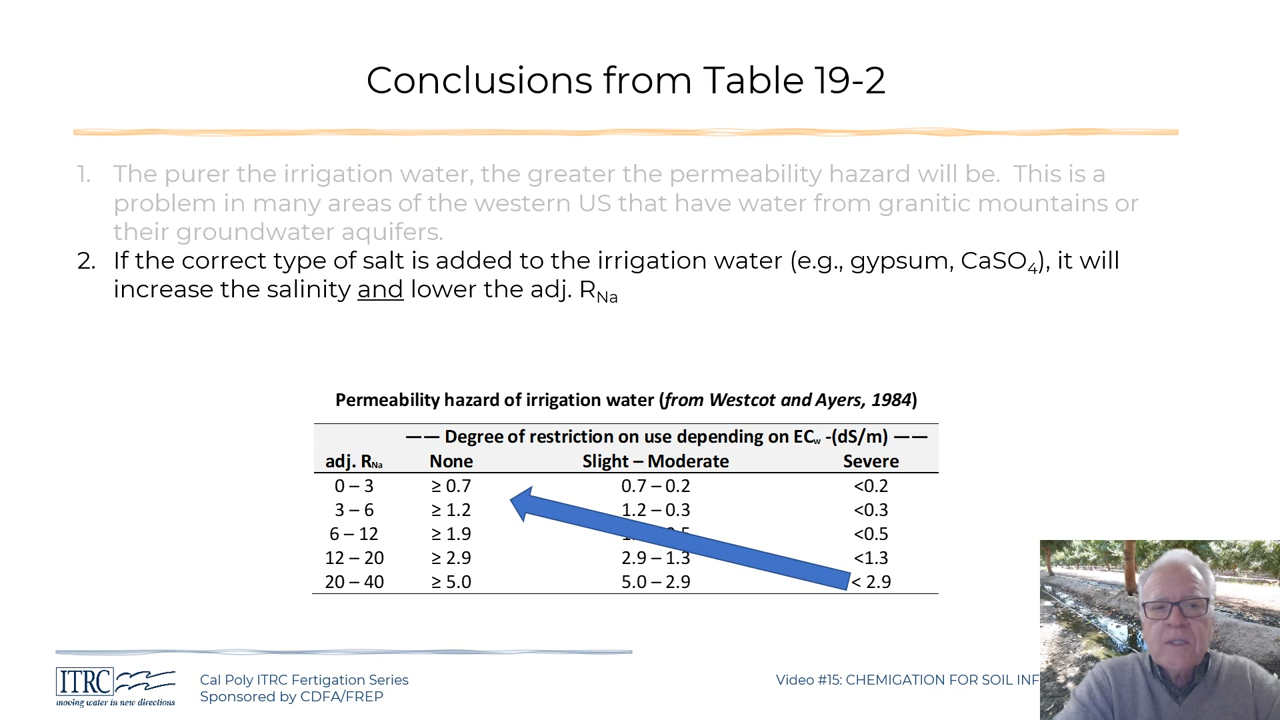 Conclusions from Table 19-2
1. The purer the irrigation water, the greater the permeability hazard will be. This is a
problem in many areas of the western US that have water from granitic mountains or
their groundwater aquifers.
2. If the correct type of salt is added to the irrigation water (e.g., gypsum, CaSO₄), it will
increase the salinity and lower the adj. RNa
Permeability hazard of irrigation water (from Westcot and Ayers, 1984)
—— Degree of restriction on use depending on ECw -(dS/m) ——
adj. RNa None Slight – Moderate Severe
0 – 3 ≥ 0.7 0.7 – 0.2 <0.2
3 – 6 ≥ 1.2 1.2 – 0.3 <0.3
6 – 12 ≥ 1.9 <0.5
12 – 20 ≥ 2.9 2.9 – 1.3 <1.3
20 – 40 ≥ 5.0 5.0 – 2.9 < 2.9
ITRC
moving water in new directions
Cal Poly ITRC Fertigation Series
Sponsored by CDFA/FREP
Video #15: CHEMIGATION FOR SOIL INF